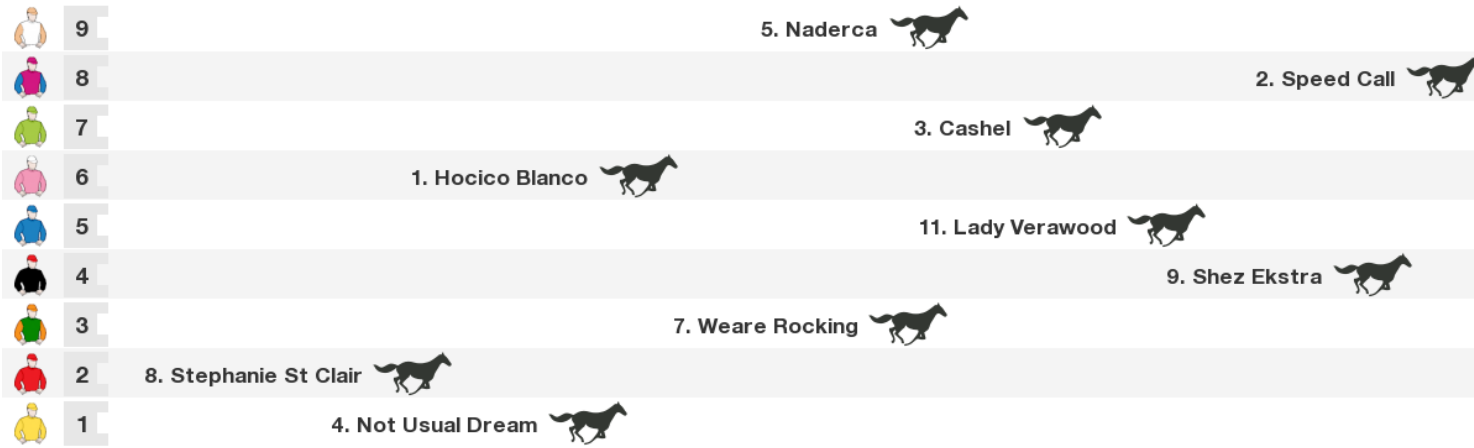 9 5. Naderca
8 2. Speed Call
7 3. Cashel
6 1. Hocico Blanco
5 11. Lady Verawood
4 9. Shez Ekstra
3 7. Weare Rocking
2 8. Stephanie St Clair
1 4. Not Usual Dream